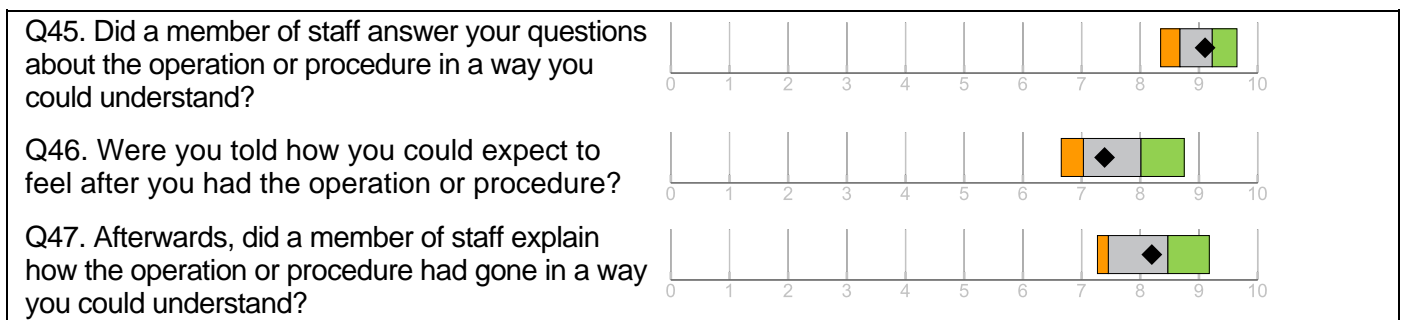 Q45. Did a member of staff answer your questions
about the operation or procedure in a way you
could understand?
0 1 2 3 4 5 6 7 8 9 10
Q46. Were you told how you could expect to
feel after you had the operation or procedure?
0 1 2 3 4 5 6 7 8 9 10
Q47. Afterwards, did a member of staff explain
how the operation or procedure had gone in a way
you could understand?
0 1 2 3 4 5 6 7 8 9 10